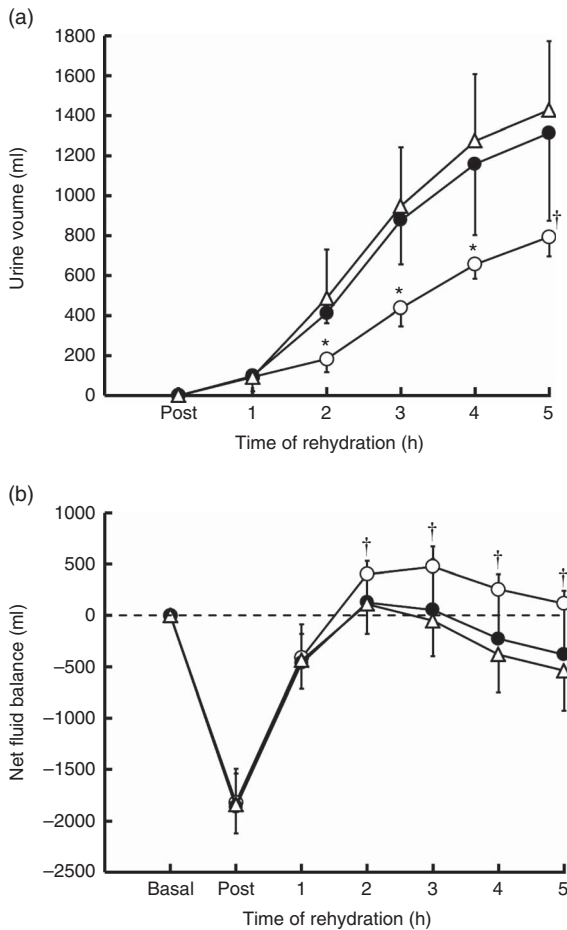 (a)
1800
1600
1400
1200
1000
800
600
400
200
0
Urine voume (ml)
†
*
*
*
Post 1 2 3 4 5
Time of rehydration (h)
(b)
1000
500
0
−500
−1000
−1500
−2000
−2500
Net fluid balance (ml)
† † † †
Basal Post 1 2 3 4 5
Time of rehydration (h)